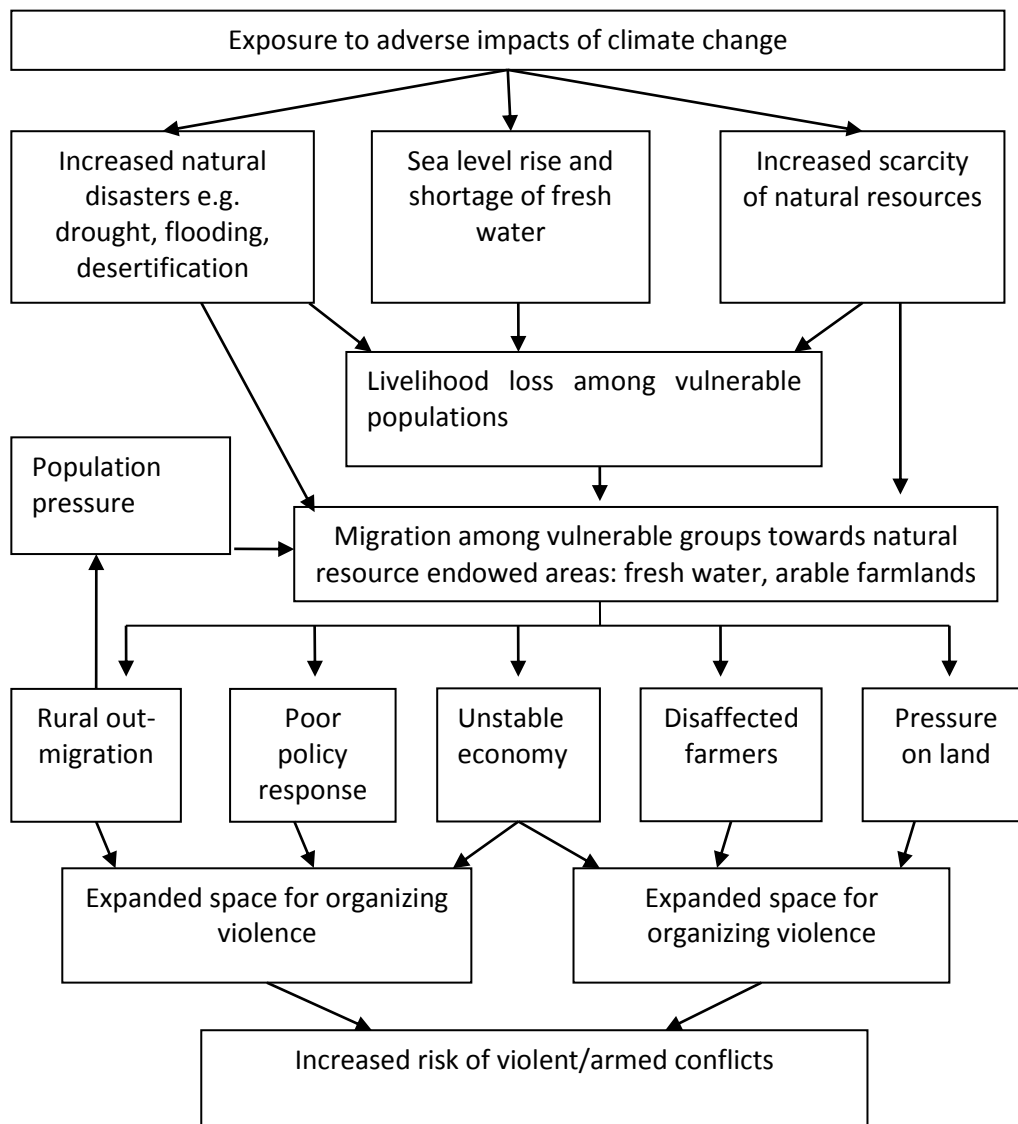 Exposure to adverse impacts of climate change
Increased natural
disasters e.g.
drought, flooding,
desertification
Sea level rise and
shortage of fresh
water
Increased scarcity
of natural resources
Livelihood loss among vulnerable
populations
Population
pressure
Migration among vulnerable groups towards natural
resource endowed areas: fresh water, arable farmlands
Rural out-
migration
Poor
policy
response
Unstable
economy
Disaffected
farmers
Pressure
on land
Expanded space for organizing
violence
Expanded space for
organizing violence
Increased risk of violent/armed conflicts